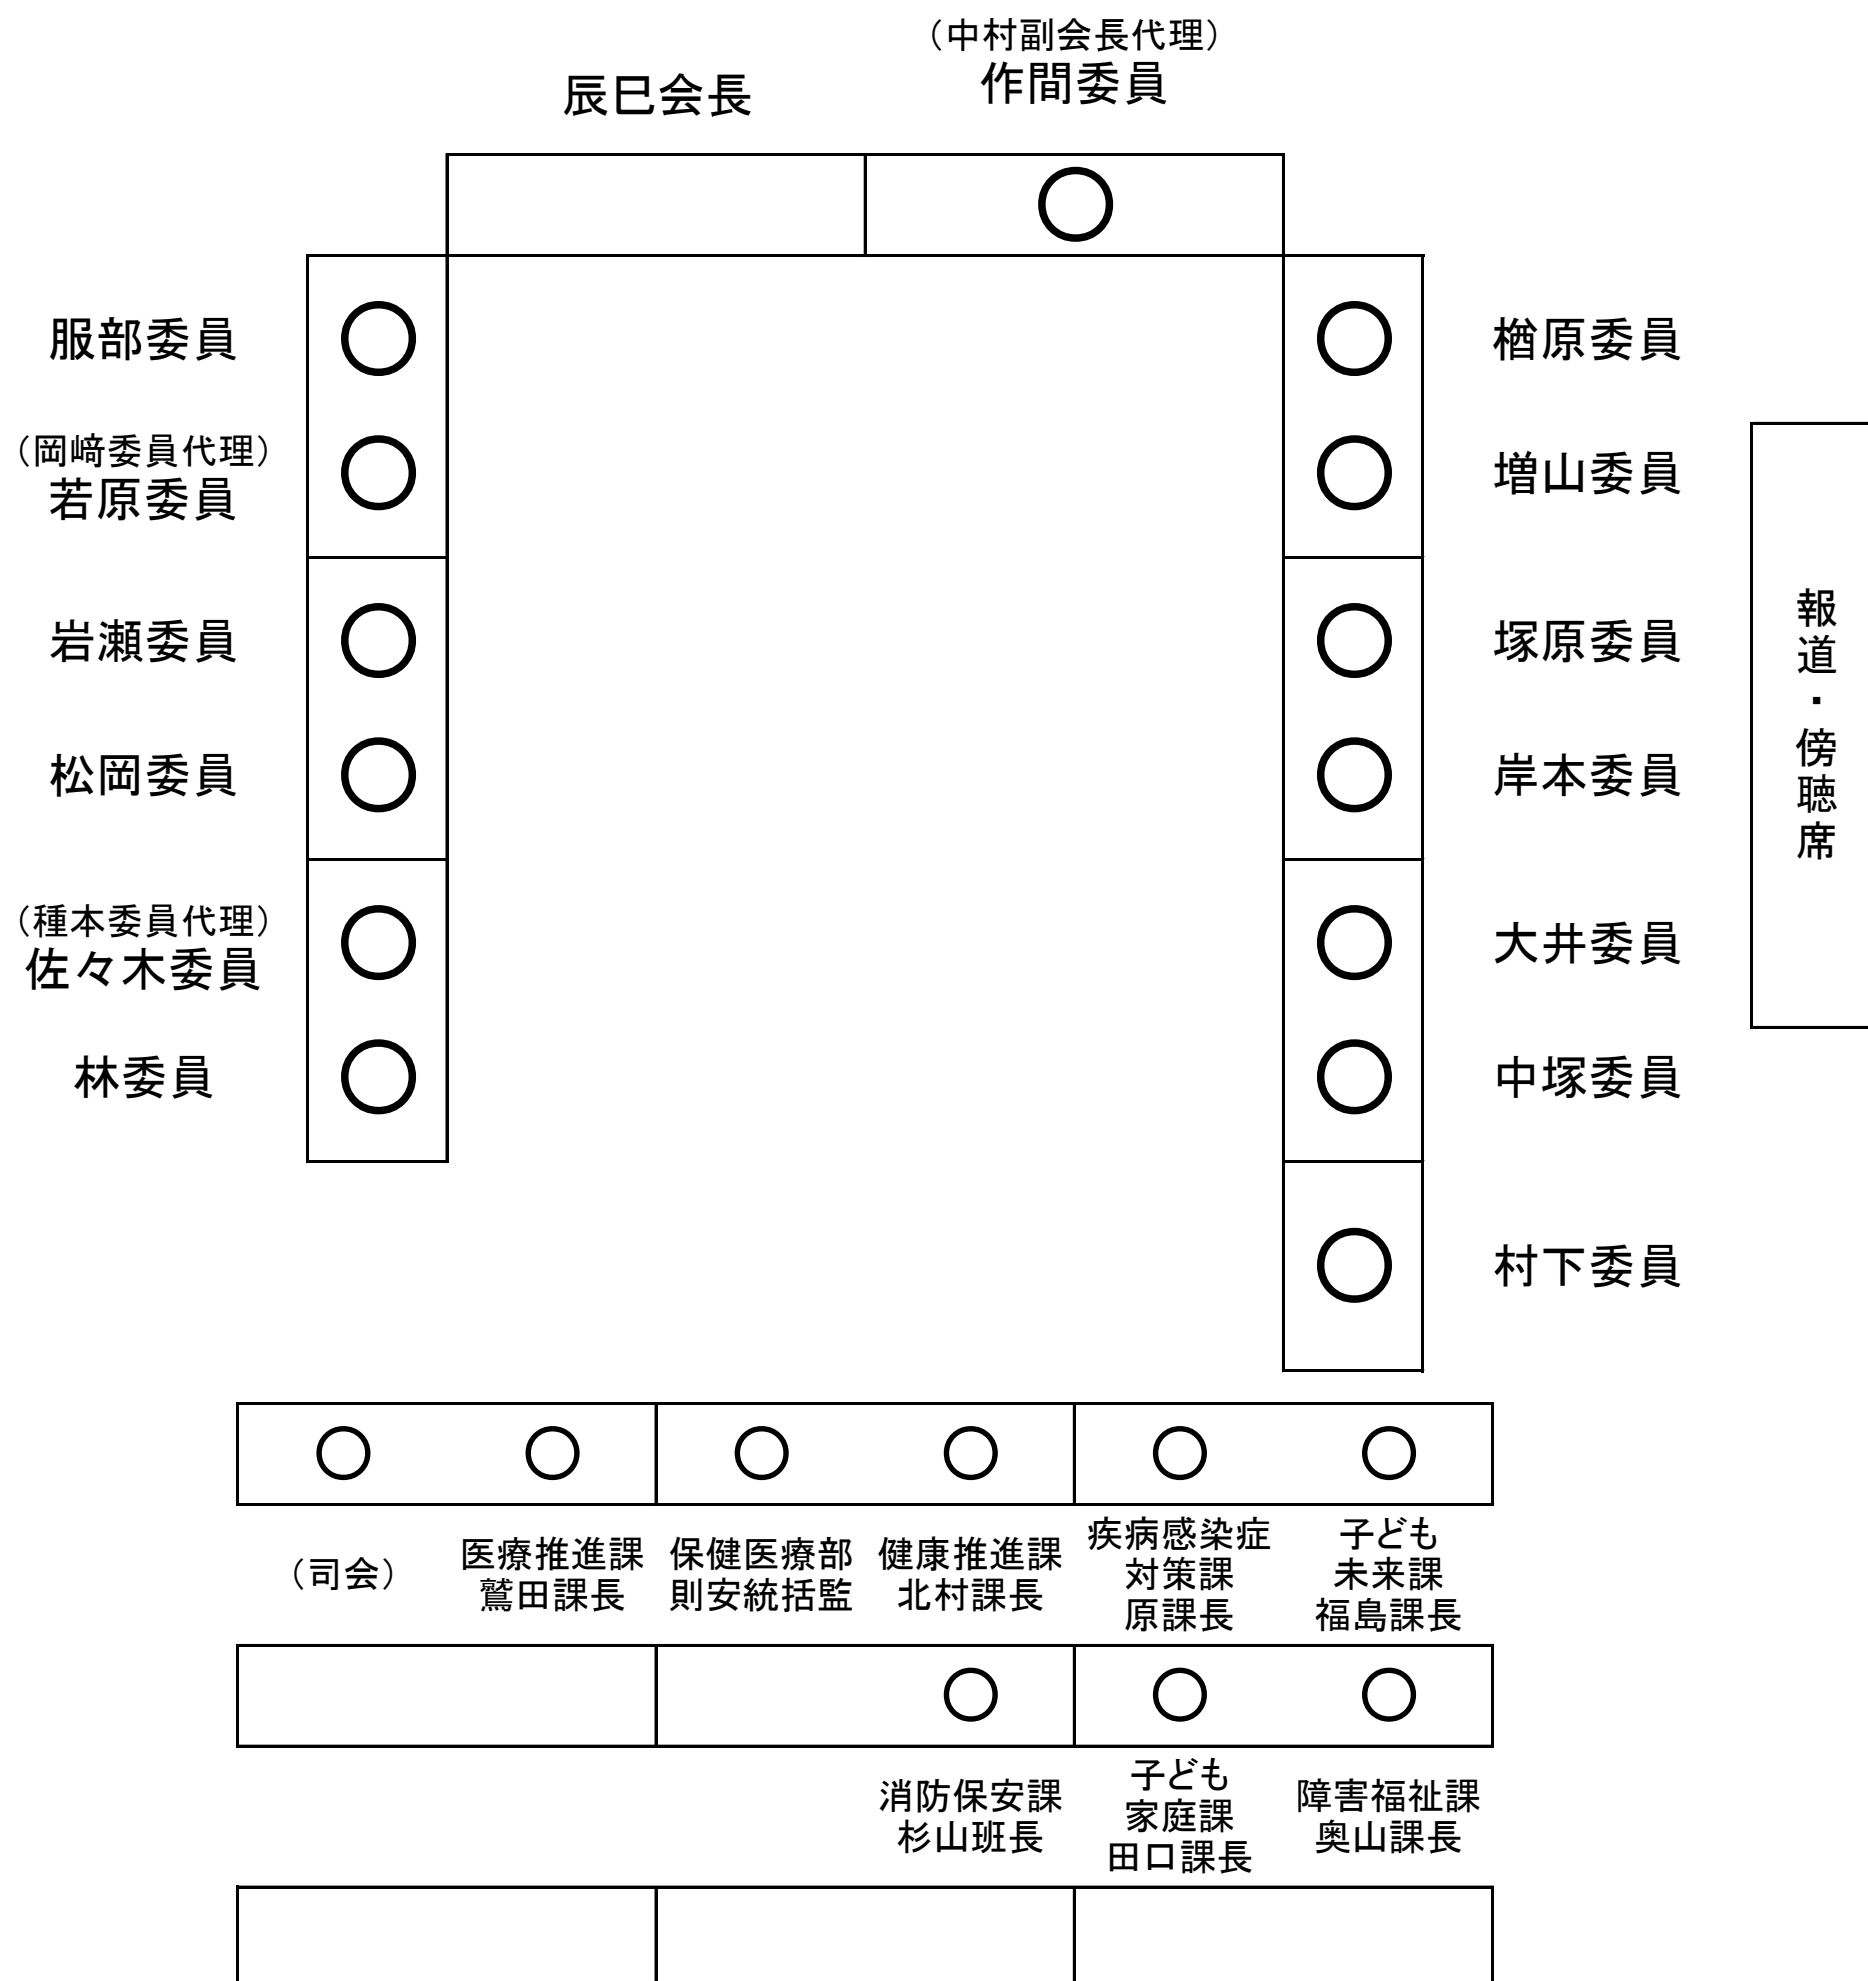 （中村副会長代理）
辰巳会長
作間委員
服部委員
楢原委員
（岡﨑委員代理）
若原委員
増山委員
岩瀬委員
塚原委員
松岡委員
岸本委員
（種本委員代理）
佐々木委員
大井委員
林委員
中塚委員
村下委員
報道・傍聴席
（司会）
医療推進課
鷲田課長
保健医療部
則安統括監
健康推進課
北村課長
疾病感染症
対策課
原課長
子ども
未来課
福島課長
消防保安課
杉山班長
子ども
家庭課
田口課長
障害福祉課
奥山課長